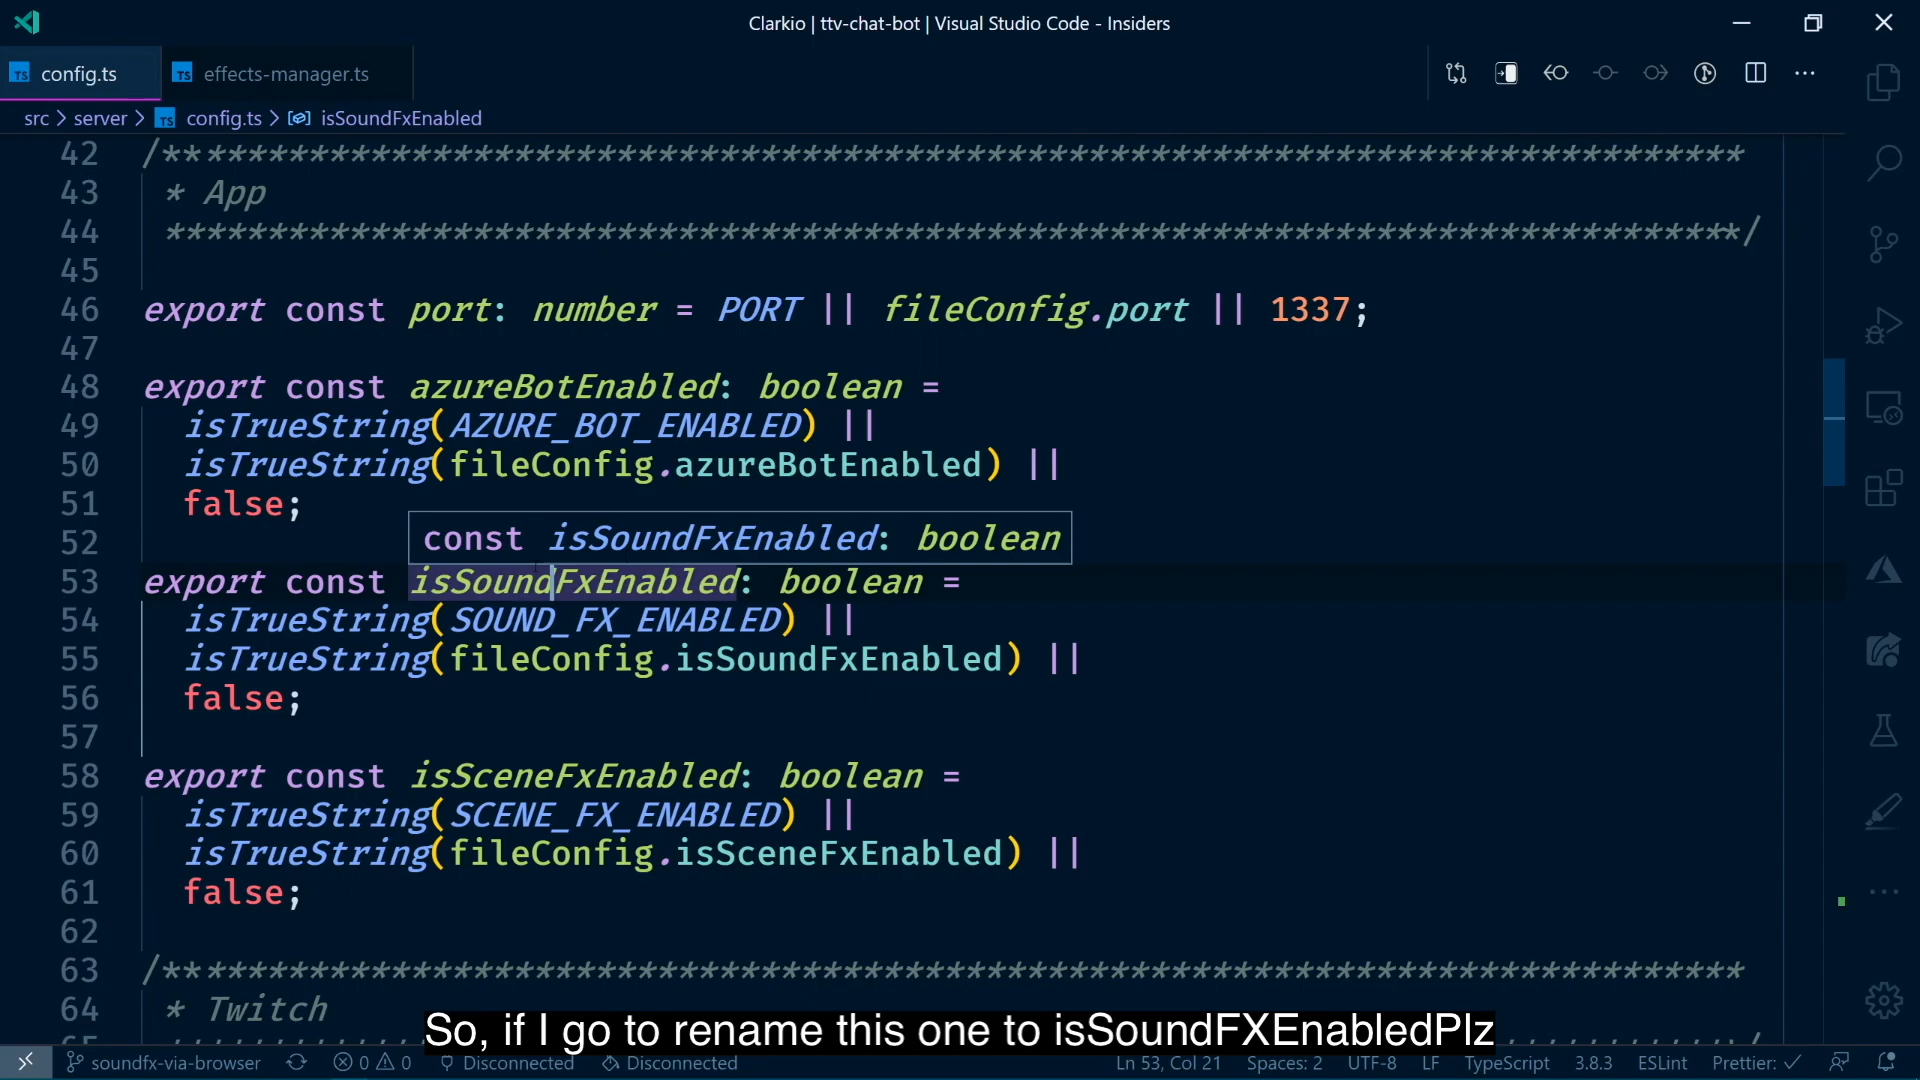 Clarkio | ttv-chat-bot | Visual Studio Code - Insiders
TS config.ts
TS effects-manager.ts
src > server > TS config.ts > isSoundFxEnabled
42 /******************************************************************************
43 * App
44 *****************************************************************************/
45
46 export const port: number = PORT || fileConfig.port || 1337;
47
48 export const azureBotEnabled: boolean =
49 isTrueString(AZURE_BOT_ENABLED) ||
50 isTrueString(fileConfig.azureBotEnabled) ||
51 false;
52
const isSoundFxEnabled: boolean
53 export const isSoundFxEnabled: boolean =
54 isTrueString(SOUND_FX_ENABLED) ||
55 isTrueString(fileConfig.isSoundFxEnabled) ||
56 false;
57
58 export const isSceneFxEnabled: boolean =
59 isTrueString(SCENE_FX_ENABLED) ||
60 isTrueString(fileConfig.isSceneFxEnabled) ||
61 false;
62
63 /******************************************************************************
64 * Twitch
So, if I go to rename this one to isSoundFXEnabledPlz
soundfx-via-browser 0 0 Disconnected Disconnected Ln 53, Col 21 Spaces: 2 UTF-8 LF TypeScript 3.8.3 ESLint Prettier: ✓